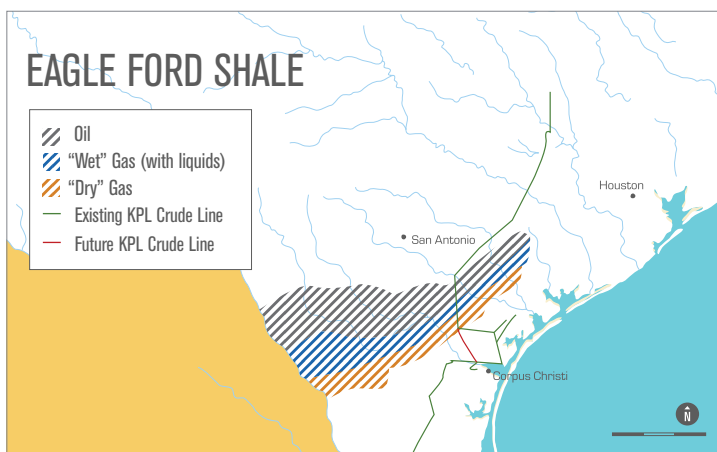 EAGLE FORD SHALE
Oil
“Wet” Gas (with liquids)
“Dry” Gas
Existing KPL Crude Line
Future KPL Crude Line
Houston
San Antonio
Corpus Christi
N